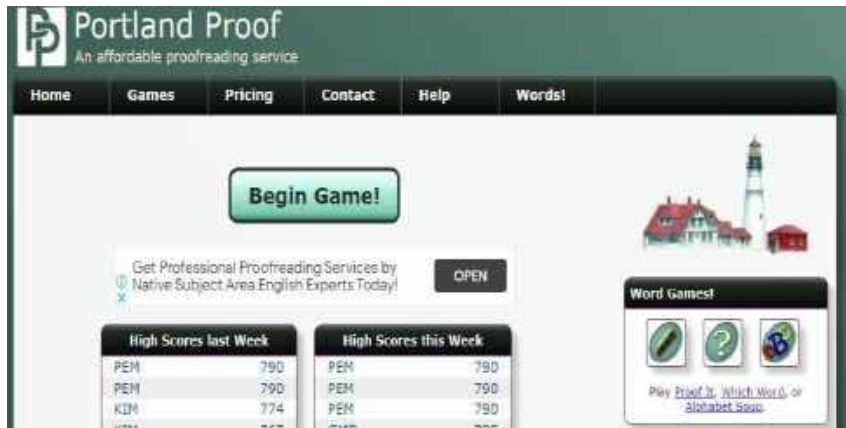 Portland Proof
An affordable proofreading service
Home Games Pricing Contact Help Words!
Begin Game!
Get Professional Proofreading Services by
Native Subject Area English Experts Today!
OPEN
High Scores last Week
PEM 790
PEM 790
KIM 774
High Scores this Week
PEM 790
PEM 790
PEM 790
Word Games!
Play Proof It, Which Word, or
Alphabet Soup.